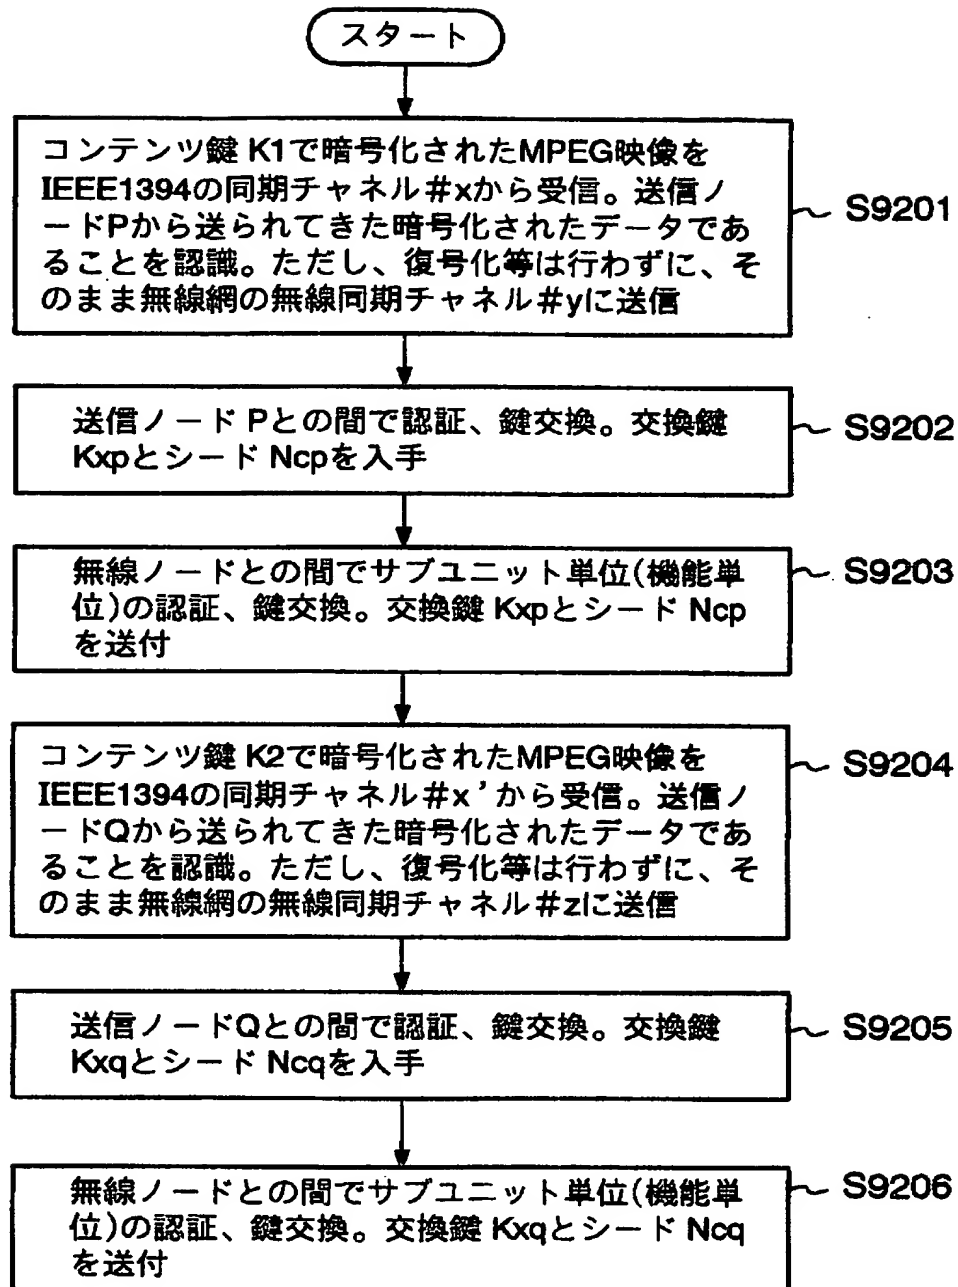 スタート
コンテンツ鍵 K1で暗号化されたMPEG映像を
IEEE1394の同期チャネル#xから受信。送信ノ
ードPから送られてきた暗号化されたデータであ
ることを認識。ただし、復号化等は行わずに、そ
のまま無線網の無線同期チャネル#yに送信
S9201
送信ノード Pとの間で認証、鍵交換。交換鍵
Kxpとシード Ncpを入手
S9202
無線ノードとの間でサブユニット単位(機能単
位)の認証、鍵交換。交換鍵 Kxpとシード Ncp
を送付
S9203
コンテンツ鍵 K2で暗号化されたMPEG映像を
IEEE1394の同期チャネル#x'から受信。送信ノ
ードQから送られてきた暗号化されたデータであ
ることを認識。ただし、復号化等は行わずに、そ
のまま無線網の無線同期チャネル#zに送信
S9204
送信ノードQとの間で認証、鍵交換。交換鍵
Kxqとシード Ncqを入手
S9205
無線ノードとの間でサブユニット単位(機能単
位)の認証、鍵交換。交換鍵 Kxqとシード Ncq
を送付
S9206